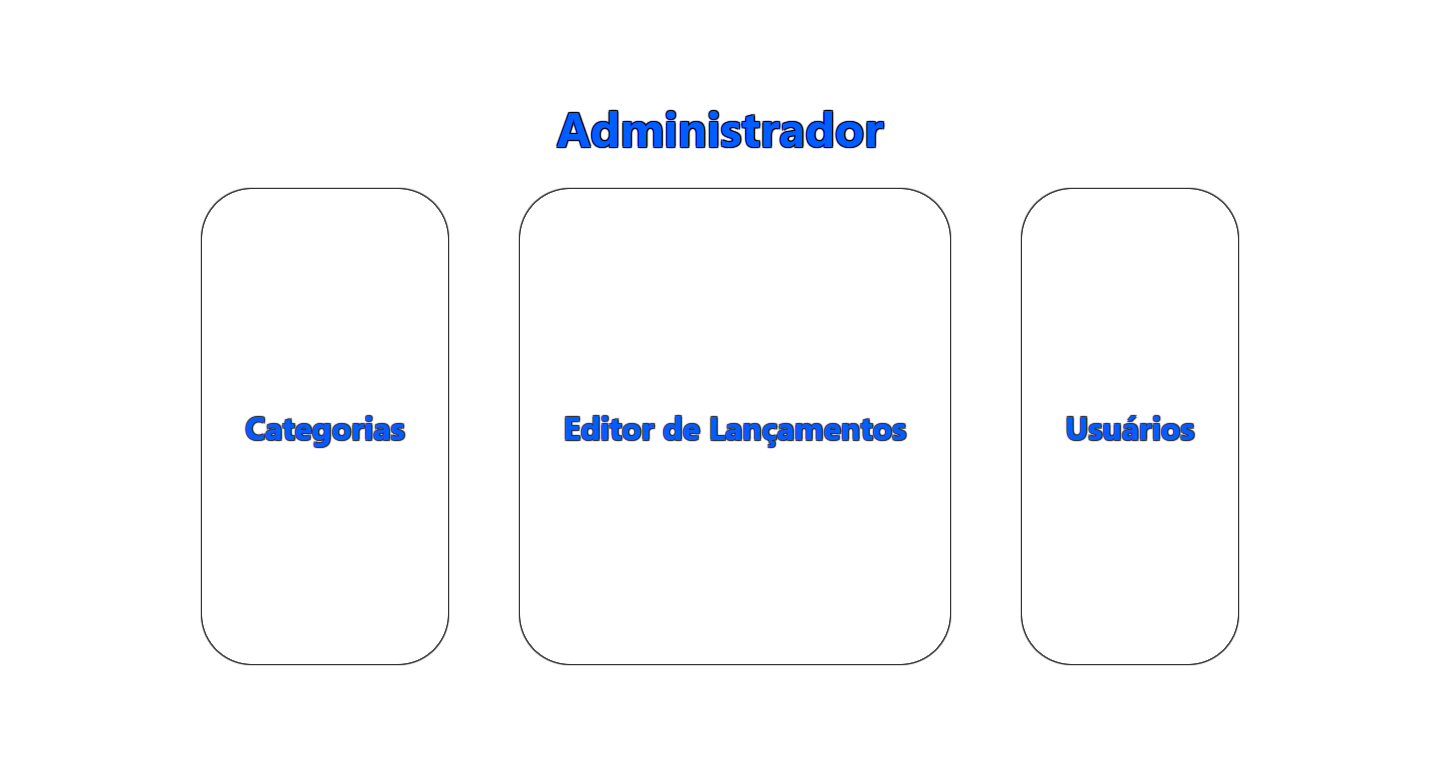 Administrador
Categorias
Editor de Lançamentos
Usuários